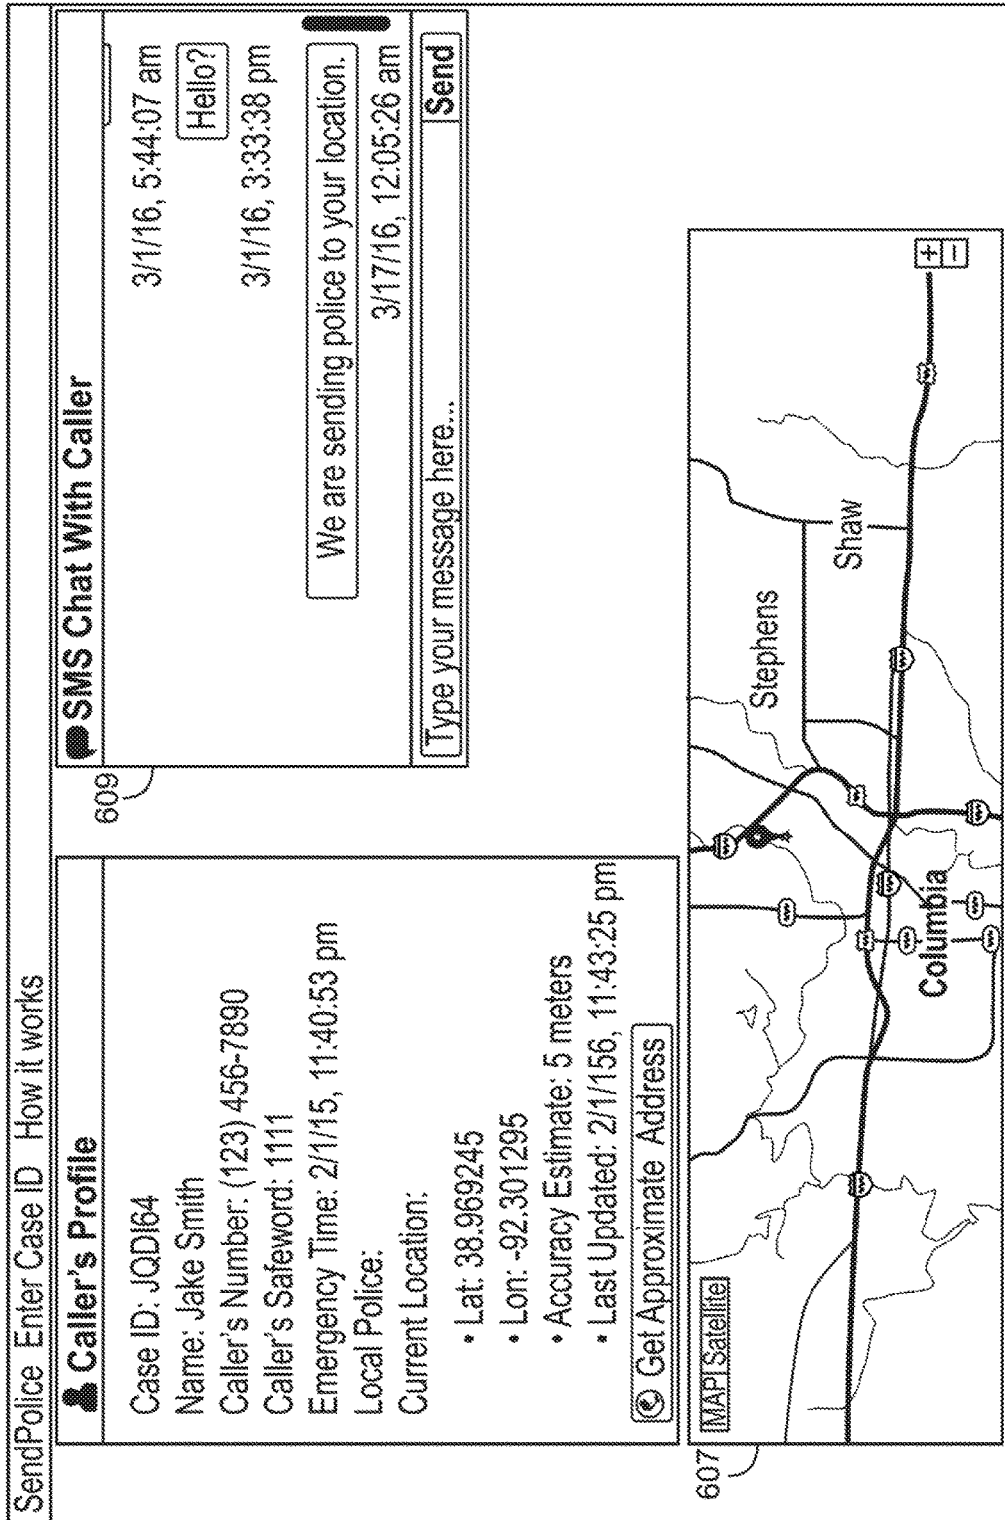 SendPolice Enter Case ID How it works
Caller's Profile
Case ID: JQDI64
Name: Jake Smith
Caller's Number: (123) 456-7890
Caller's Safeword: 1111
Emergency Time: 2/1/15, 11:40:53 pm
Local Police:
Current Location:
• Lat: 38.969245
• Lon: -92.301295
• Accuracy Estimate: 5 meters
• Last Updated: 2/1/156, 11:43:25 pm
Get Approximate Address
609
SMS Chat With Caller
3/1/16, 5:44:07 am
Hello?
3/1/16, 3:33:38 pm
We are sending police to your location.
3/17/16, 12:05:26 am
Type your message here...
Send
607
MAPI Satellite
Stephens
Shaw
Columbia
+
−